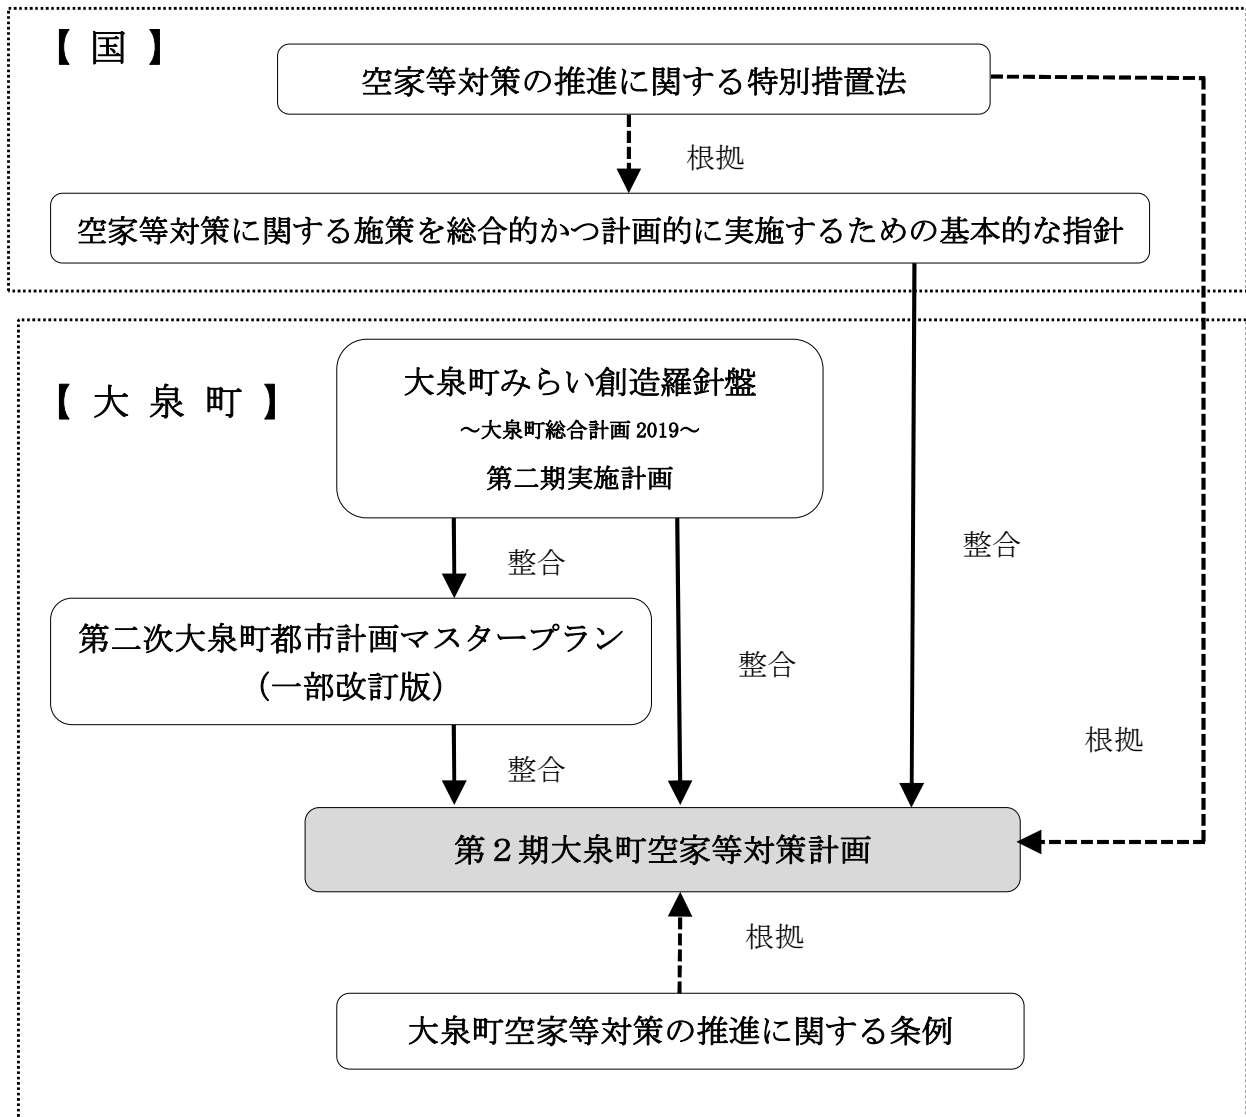 【 国 】
空家等対策の推進に関する特別措置法
根拠
空家等対策に関する施策を総合的かつ計画的に実施するための基本的な指針
【 大 泉 町 】
大泉町みらい創造羅針盤
~大泉町総合計画 2019~
第二期実施計画
整合
整合
第二次大泉町都市計画マスタープラン
(一部改訂版)
整合
整合
根拠
第2期大泉町空家等対策計画
根拠
大泉町空家等対策の推進に関する条例